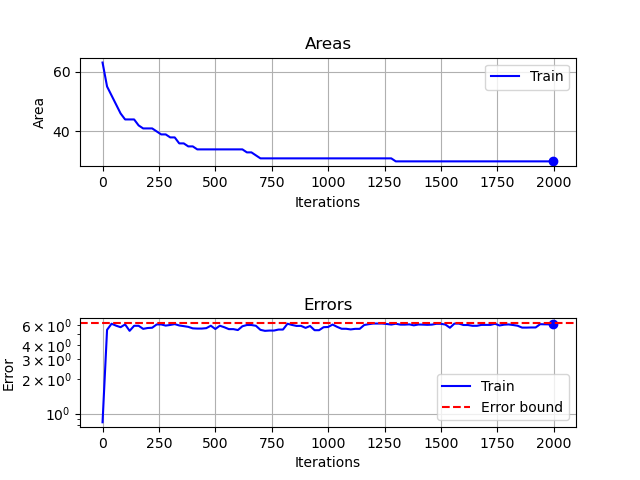 Areas
60
40
Area
Train
0 250 500 750 1000 1250 1500 1750 2000
Iterations
Errors
6 × 10⁰
4 × 10⁰
3 × 10⁰
2 × 10⁰
10⁰
Error
Train
Error bound
0 250 500 750 1000 1250 1500 1750 2000
Iterations